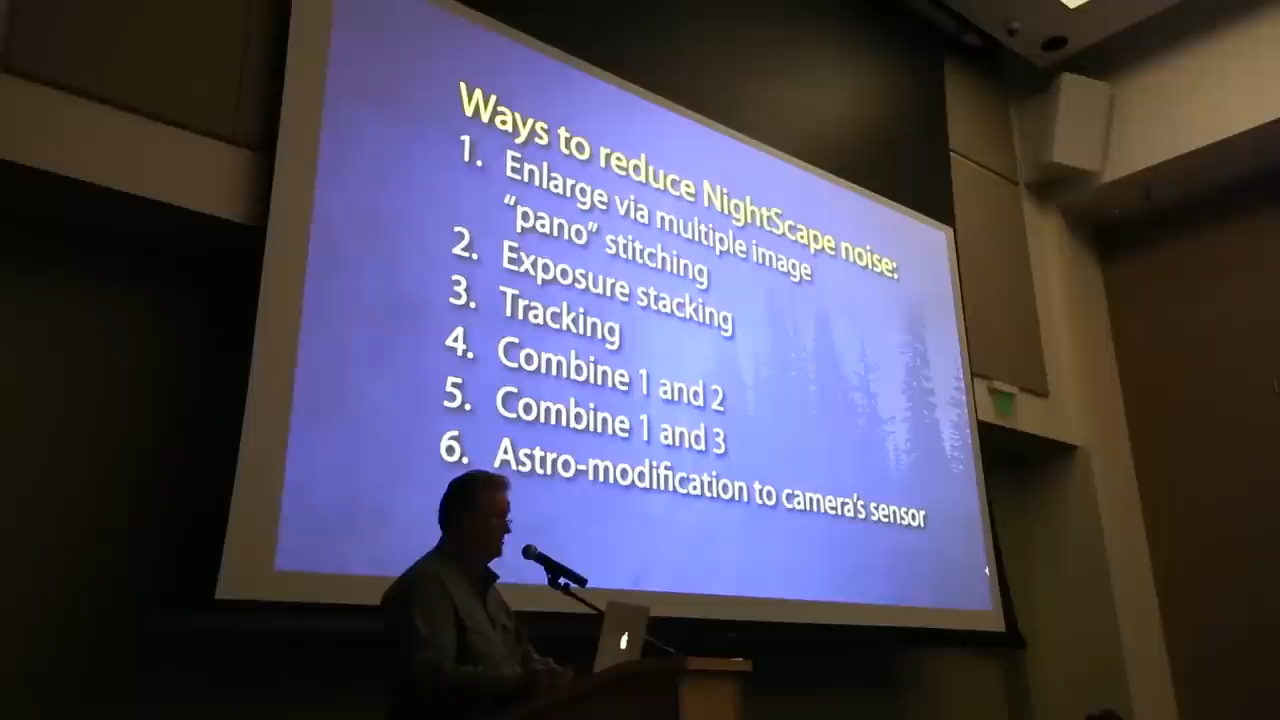 Ways to reduce NightScape noise:
1. Enlarge via multiple image
“pano” stitching
2. Exposure stacking
3. Tracking
4. Combine 1 and 2
5. Combine 1 and 3
6. Astro-modification to camera's sensor